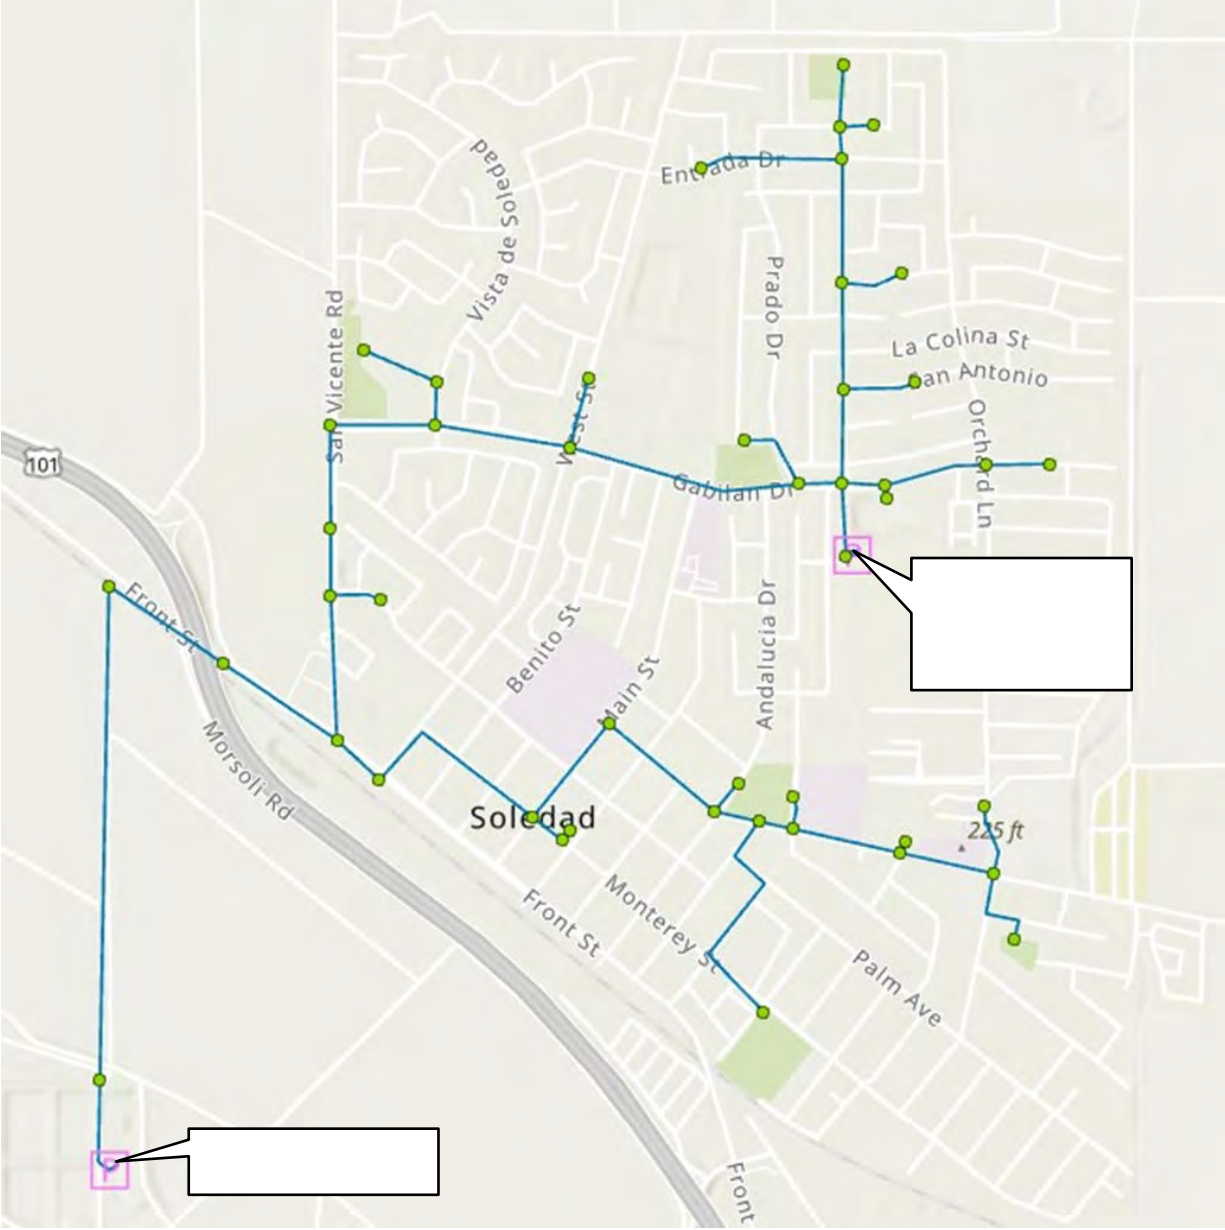 Entrada Dr
Vista de Soledad
Prado Dr
San Vicente Rd
La Colina St
San Antonio
West St
Orchard Ln
101
Gabilan Dr
Front St
Benito St
Main St
Andalucia Dr
Morsoli Rd
Soledad
225 ft
Monterey St
Front St
Palm Ave
P
Front